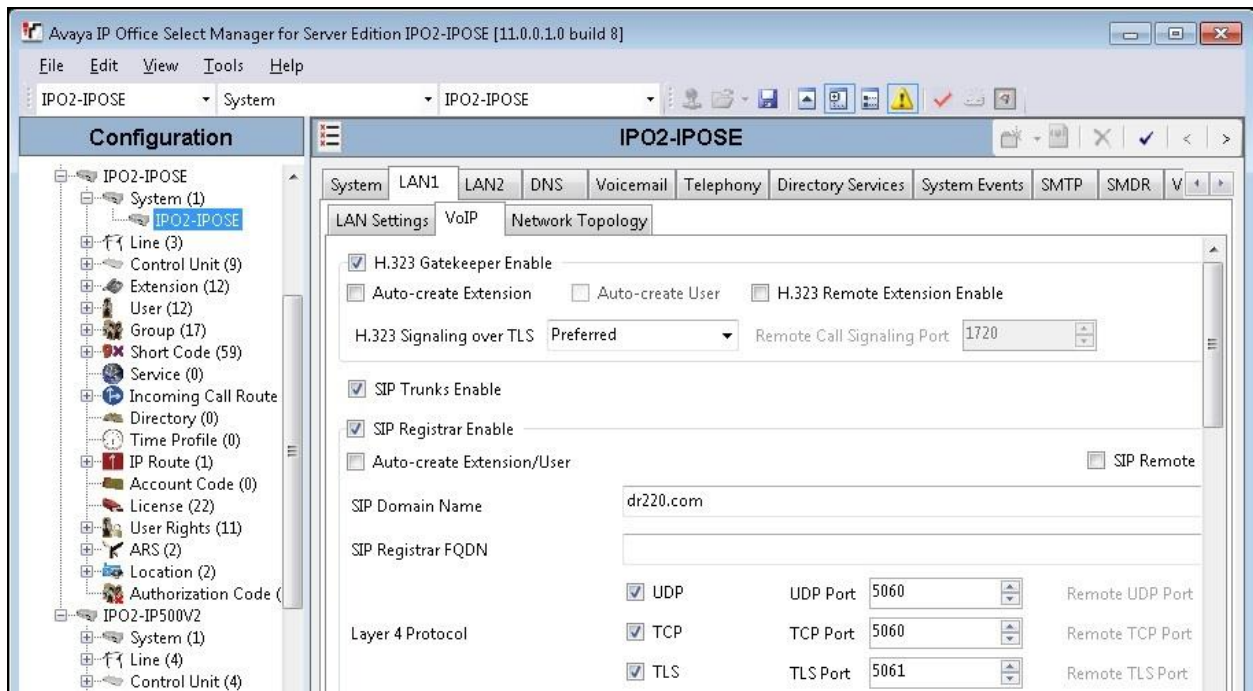 Avaya IP Office Select Manager for Server Edition IPO2-IPOSE [11.0.0.1.0 build 8]
File Edit View Tools Help
IPO2-IPOSE System IPO2-IPOSE
Configuration
IPO2-IPOSE
System (1)
IPO2-IPOSE
Line (3)
Control Unit (9)
Extension (12)
User (12)
Group (17)
Short Code (59)
Service (0)
Incoming Call Route
Directory (0)
Time Profile (0)
IP Route (1)
Account Code (0)
License (22)
User Rights (11)
ARS (2)
Location (2)
Authorization Code (
IPO2-IP500V2
System (1)
Line (4)
Control Unit (4)
IPO2-IPOSE
System LAN1 LAN2 DNS Voicemail Telephony Directory Services System Events SMTP SMDR V
LAN Settings VoIP Network Topology
H.323 Gatekeeper Enable
Auto-create Extension Auto-create User H.323 Remote Extension Enable
H.323 Signaling over TLS Preferred Remote Call Signaling Port 1720
SIP Trunks Enable
SIP Registrar Enable
Auto-create Extension/User SIP Remote
SIP Domain Name dr220.com
SIP Registrar FQDN
UDP UDP Port 5060 Remote UDP Port
Layer 4 Protocol TCP TCP Port 5060 Remote TCP Port
TLS TLS Port 5061 Remote TLS Port